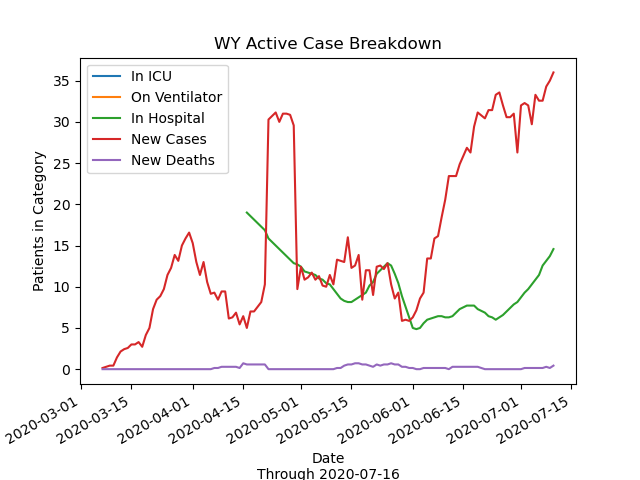 WY Active Case Breakdown
In ICU
On Ventilator
In Hospital
New Cases
New Deaths
Patients in Category
35
30
25
20
15
10
5
0
2020-03-01
2020-03-15
2020-04-01
2020-04-15
2020-05-01
2020-05-15
2020-06-01
2020-06-15
2020-07-01
2020-07-15
Date
Through 2020-07-16